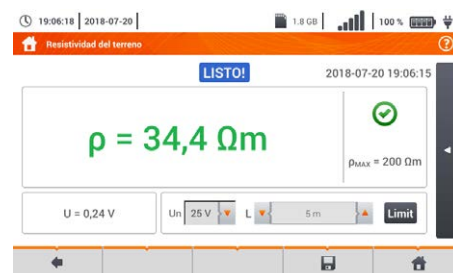 19:06:18 2018-07-20 1.8 GB 100 %
Resistividad del terreno ?
LISTO! 2018-07-20 19:06:15
ρ = 34,4 Ωm
ρMAX = 200 Ωm
U = 0,24 V Un 25 V L 5 m Limit